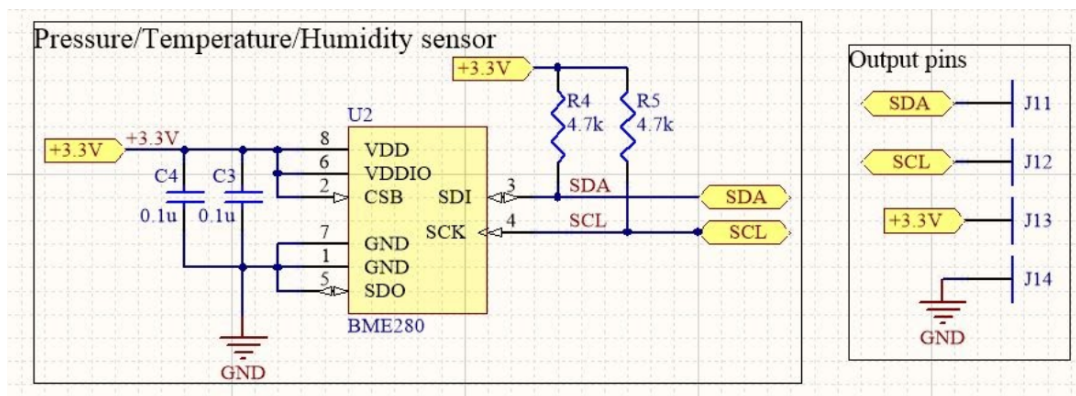 Pressure/Temperature/Humidity sensor
+3.3V
R4
4.7k
R5
4.7k
U2
+3.3V
+3.3V
C4
0.1u
C3
0.1u
8
6
2
7
1
5
VDD
VDDIO
CSB
GND
GND
SDO
SDI
SCK
3
4
SDA
SCL
SDA
SCL
BME280
GND
Output pins
SDA
J11
SCL
J12
+3.3V
J13
J14
GND